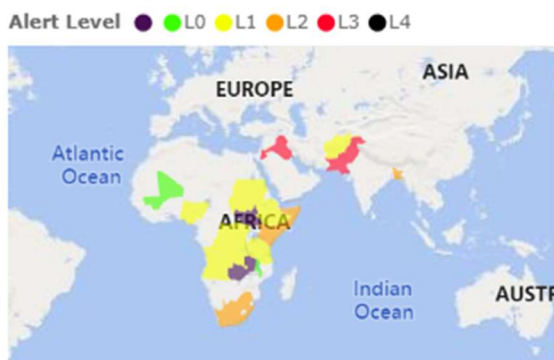 Alert Level L0 L1 L2 L3 L4
ASIA
EUROPE
Atlantic
Ocean
AFRICA
Indian
Ocean
AUSTR